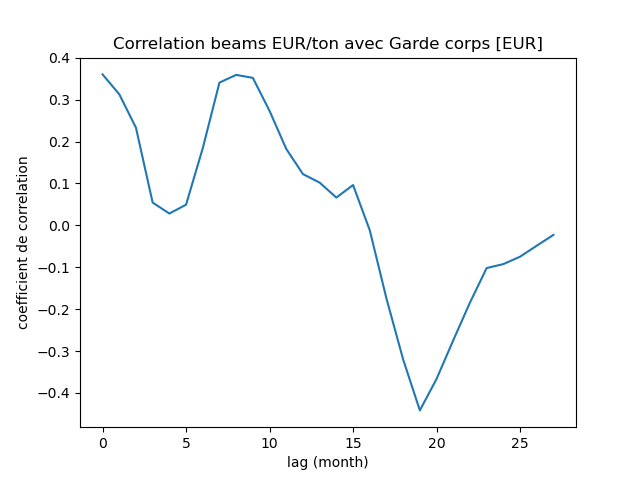 Correlation beams EUR/ton avec Garde corps [EUR]
0.4
0.3
0.2
0.1
0.0
−0.1
−0.2
−0.3
−0.4
coefficient de correlation
0 5 10 15 20 25
lag (month)